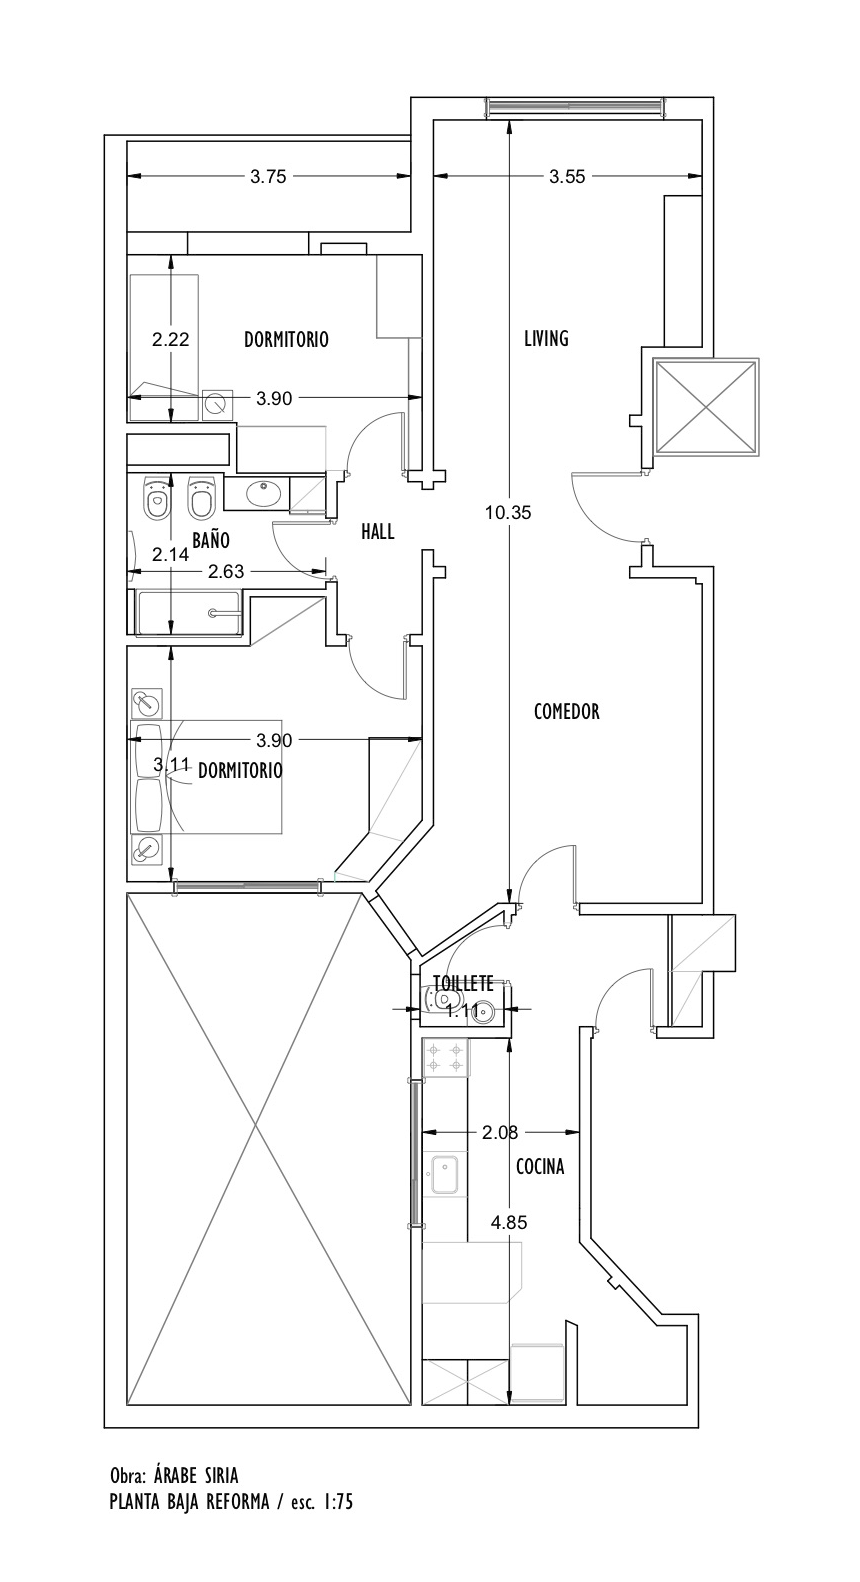 3.75
3.55
2.22
DORMITORIO
LIVING
3.90
10.35
HALL
BAÑO
2.14
2.63
COMEDOR
3.90
3.11
DORMITORIO
TOILLETE
1.11
2.08
COCINA
4.85
Obra: ÁRABE SIRIA
PLANTA BAJA REFORMA / esc. 1:75